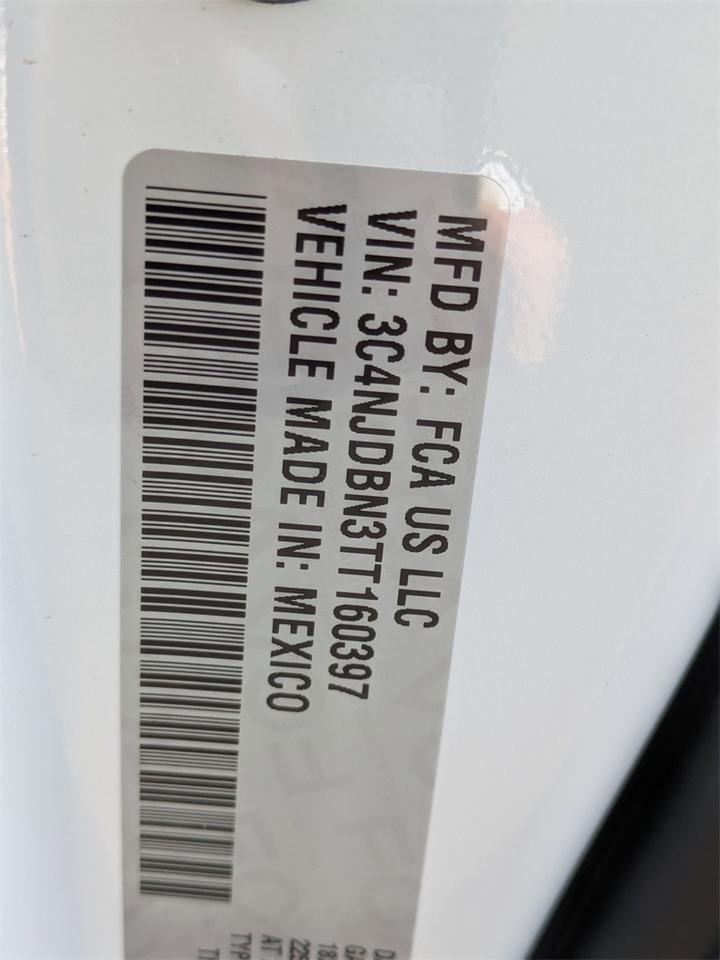 MFD BY: FCA US LLC
VIN: 3C4NJDBN3TT160397
VEHICLE MADE IN: MEXICO